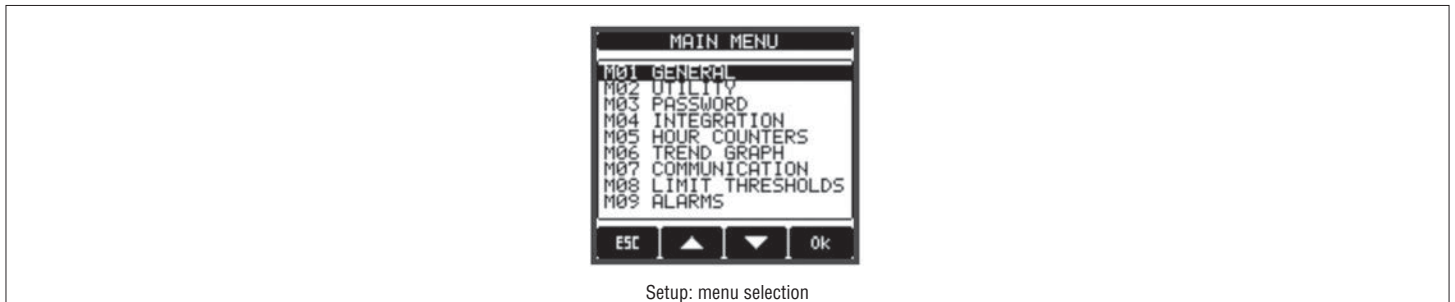 MAIN MENU
M01 GENERAL
M02 UTILITY
M03 PASSWORD
M04 INTEGRATION
M05 HOUR COUNTERS
M06 TREND GRAPH
M07 COMMUNICATION
M08 LIMIT THRESHOLDS
M09 ALARMS
ESC ▲ ▼ Ok
Setup: menu selection